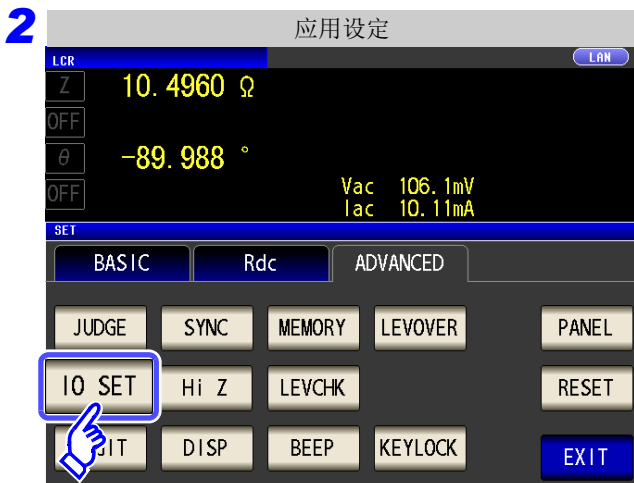 2
应用设定
LCR
LAN
Z 10.4960 Ω
OFF
θ -89.988 °
OFF
Vac 106.1mV
Iac 10.11mA
SET
BASIC Rdc ADVANCED
JUDGE SYNC MEMORY LEVOVER PANEL
IO SET Hi Z LEVCHK RESET
DISP BEEP KEYLOCK EXIT